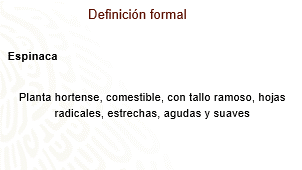 Definición formal
Espinaca
Planta hortense, comestible, con tallo ramoso, hojas
radicales, estrechas, agudas y suaves